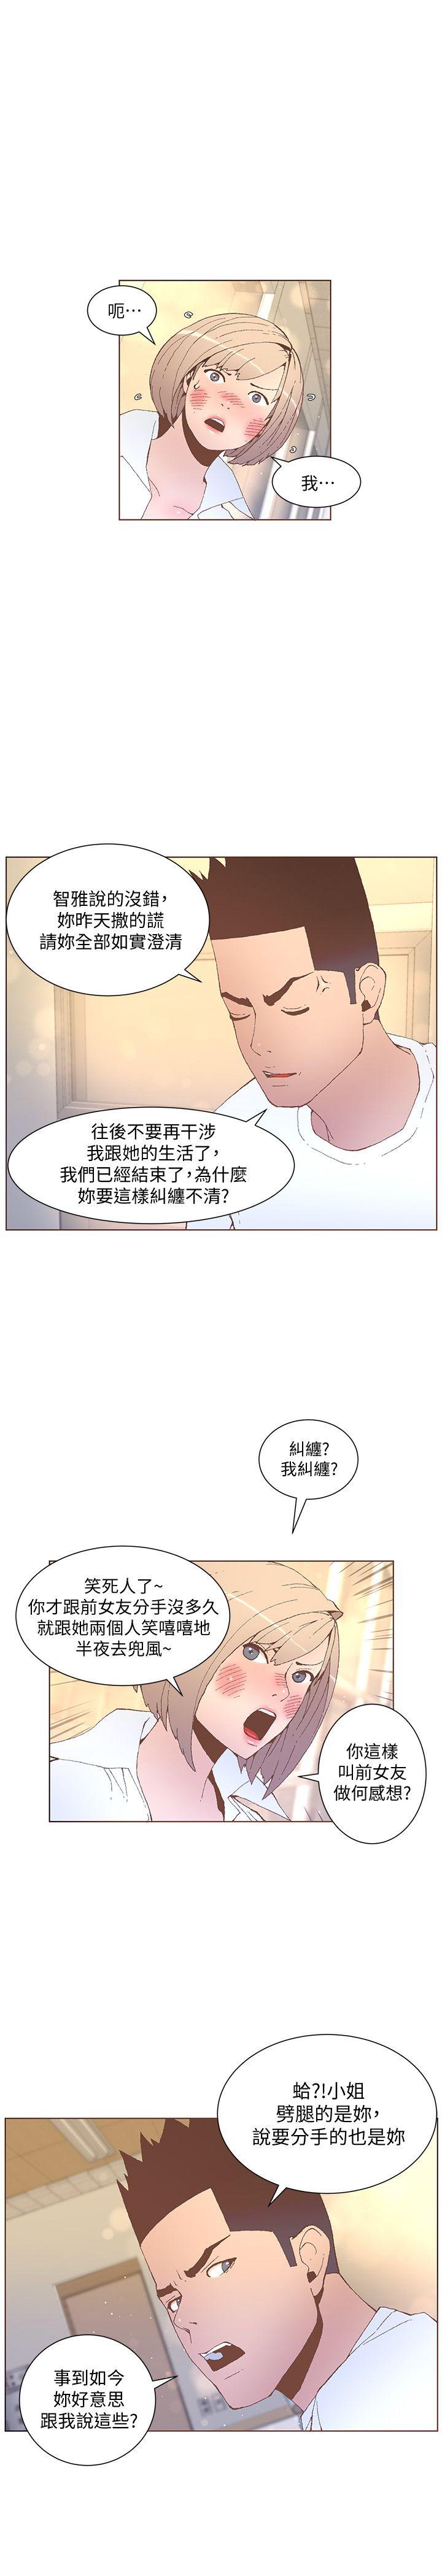 呃…
我…
智雅說的沒錯，
妳昨天撒的謊
請妳全部如實澄清
往後不要再干涉
我跟她的生活了，
我們已經結束了，為什麼
妳要這樣糾纏不清？
糾纏？
我糾纏？
笑死人了~
你才跟前女友分手沒多久
就跟她兩個人笑嘻嘻地
半夜去兜風~
你這樣
叫前女友
做何感想？
蛤?!小姐
劈腿的是妳，
說要分手的也是妳
事到如今
妳好意思
跟我說這些？